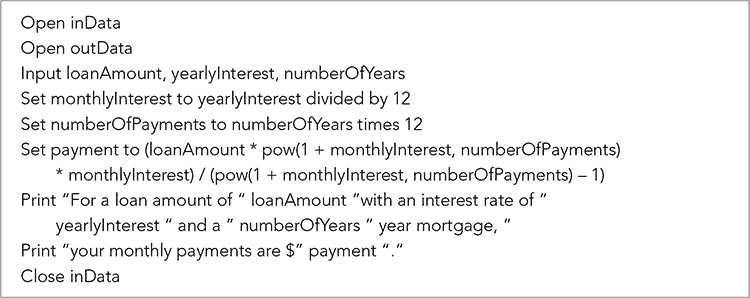 Open inData
Open outData
Input loanAmount, yearlyInterest, numberOfYears
Set monthlyInterest to yearlyInterest divided by 12
Set numberOfPayments to numberOfYears times 12
Set payment to (loanAmount * pow(1 + monthlyInterest, numberOfPayments)
* monthlyInterest) / (pow(1 + monthlyInterest, numberOfPayments) – 1)
Print “For a loan amount of “ loanAmount ”with an interest rate of ”
yearlyInterest “ and a ” numberOfYears ” year mortgage, ”
Print “your monthly payments are $” payment “.“
Close inData